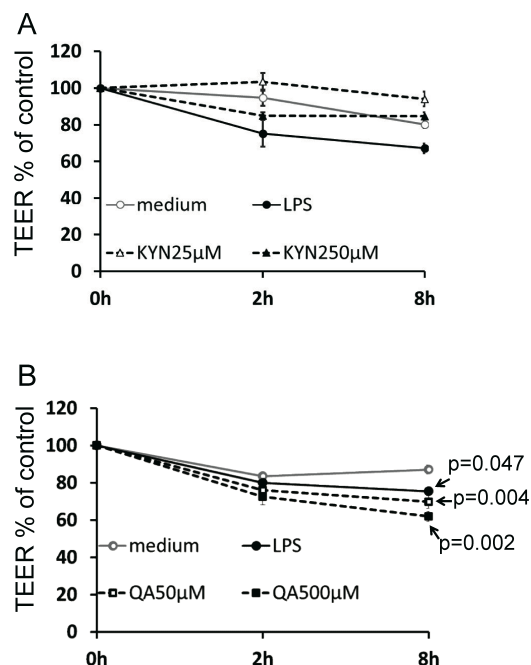 A
TEER % of control
120
100
80
60
40
20
0
medium
LPS
KYN25μM
KYN250μM
0h
2h
8h
B
TEER % of control
120
100
80
60
40
20
0
p=0.047
p=0.004
p=0.002
medium
LPS
QA50μM
QA500μM
0h
2h
8h